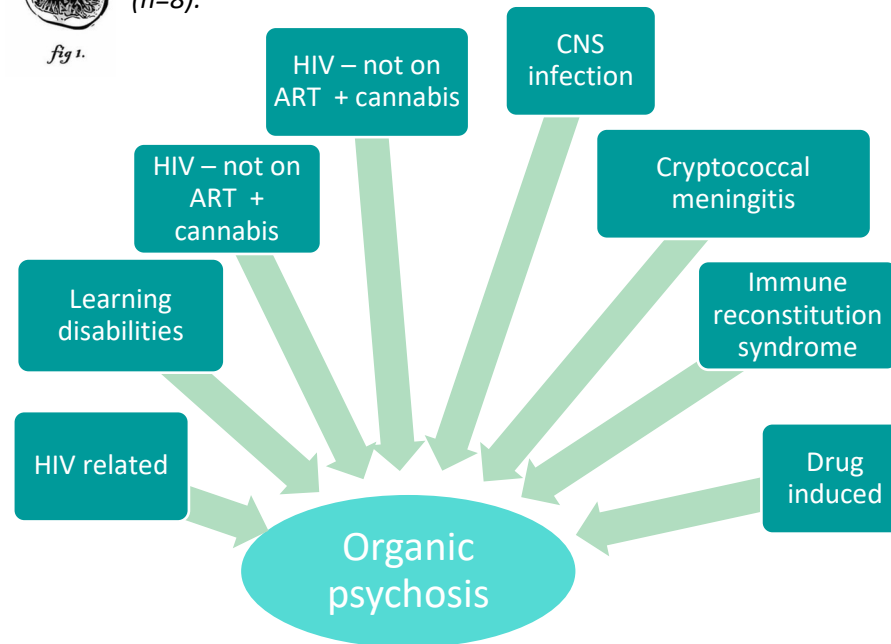 (n=8).
fig 1.
HIV – not on
ART + cannabis
CNS
infection
HIV – not on
ART +
cannabis
Cryptococcal
meningitis
Learning
disabilities
Immune
reconstitution
syndrome
HIV related
Drug
induced
Organic
psychosis